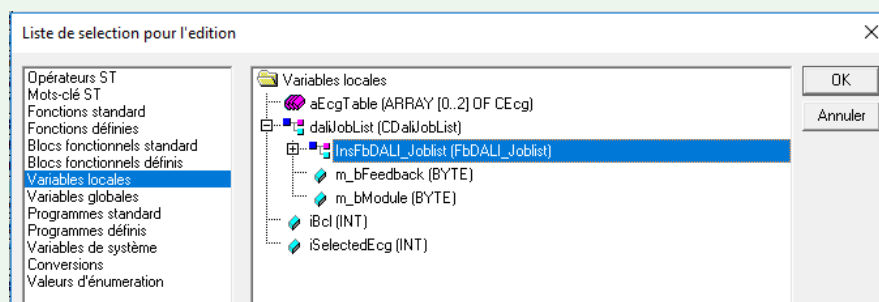 Liste de selection pour l'edition
Opérateurs ST
Mots-clé ST
Fonctions standard
Fonctions définies
Blocs fonctionnels standard
Blocs fonctionnels définis
Variables locales
Variables globales
Programmes standard
Programmes définis
Variables de système
Conversions
Valeurs d'énumeration
Variables locales
aEcgTable (ARRAY [0..2] OF CEcg)
daliJobList (CDaliJobList)
InsFbDALI_Joblist (FbDALI_Joblist)
m_bFeedback (BYTE)
m_bModule (BYTE)
iBcl (INT)
iSelectedEcg (INT)
OK
Annuler